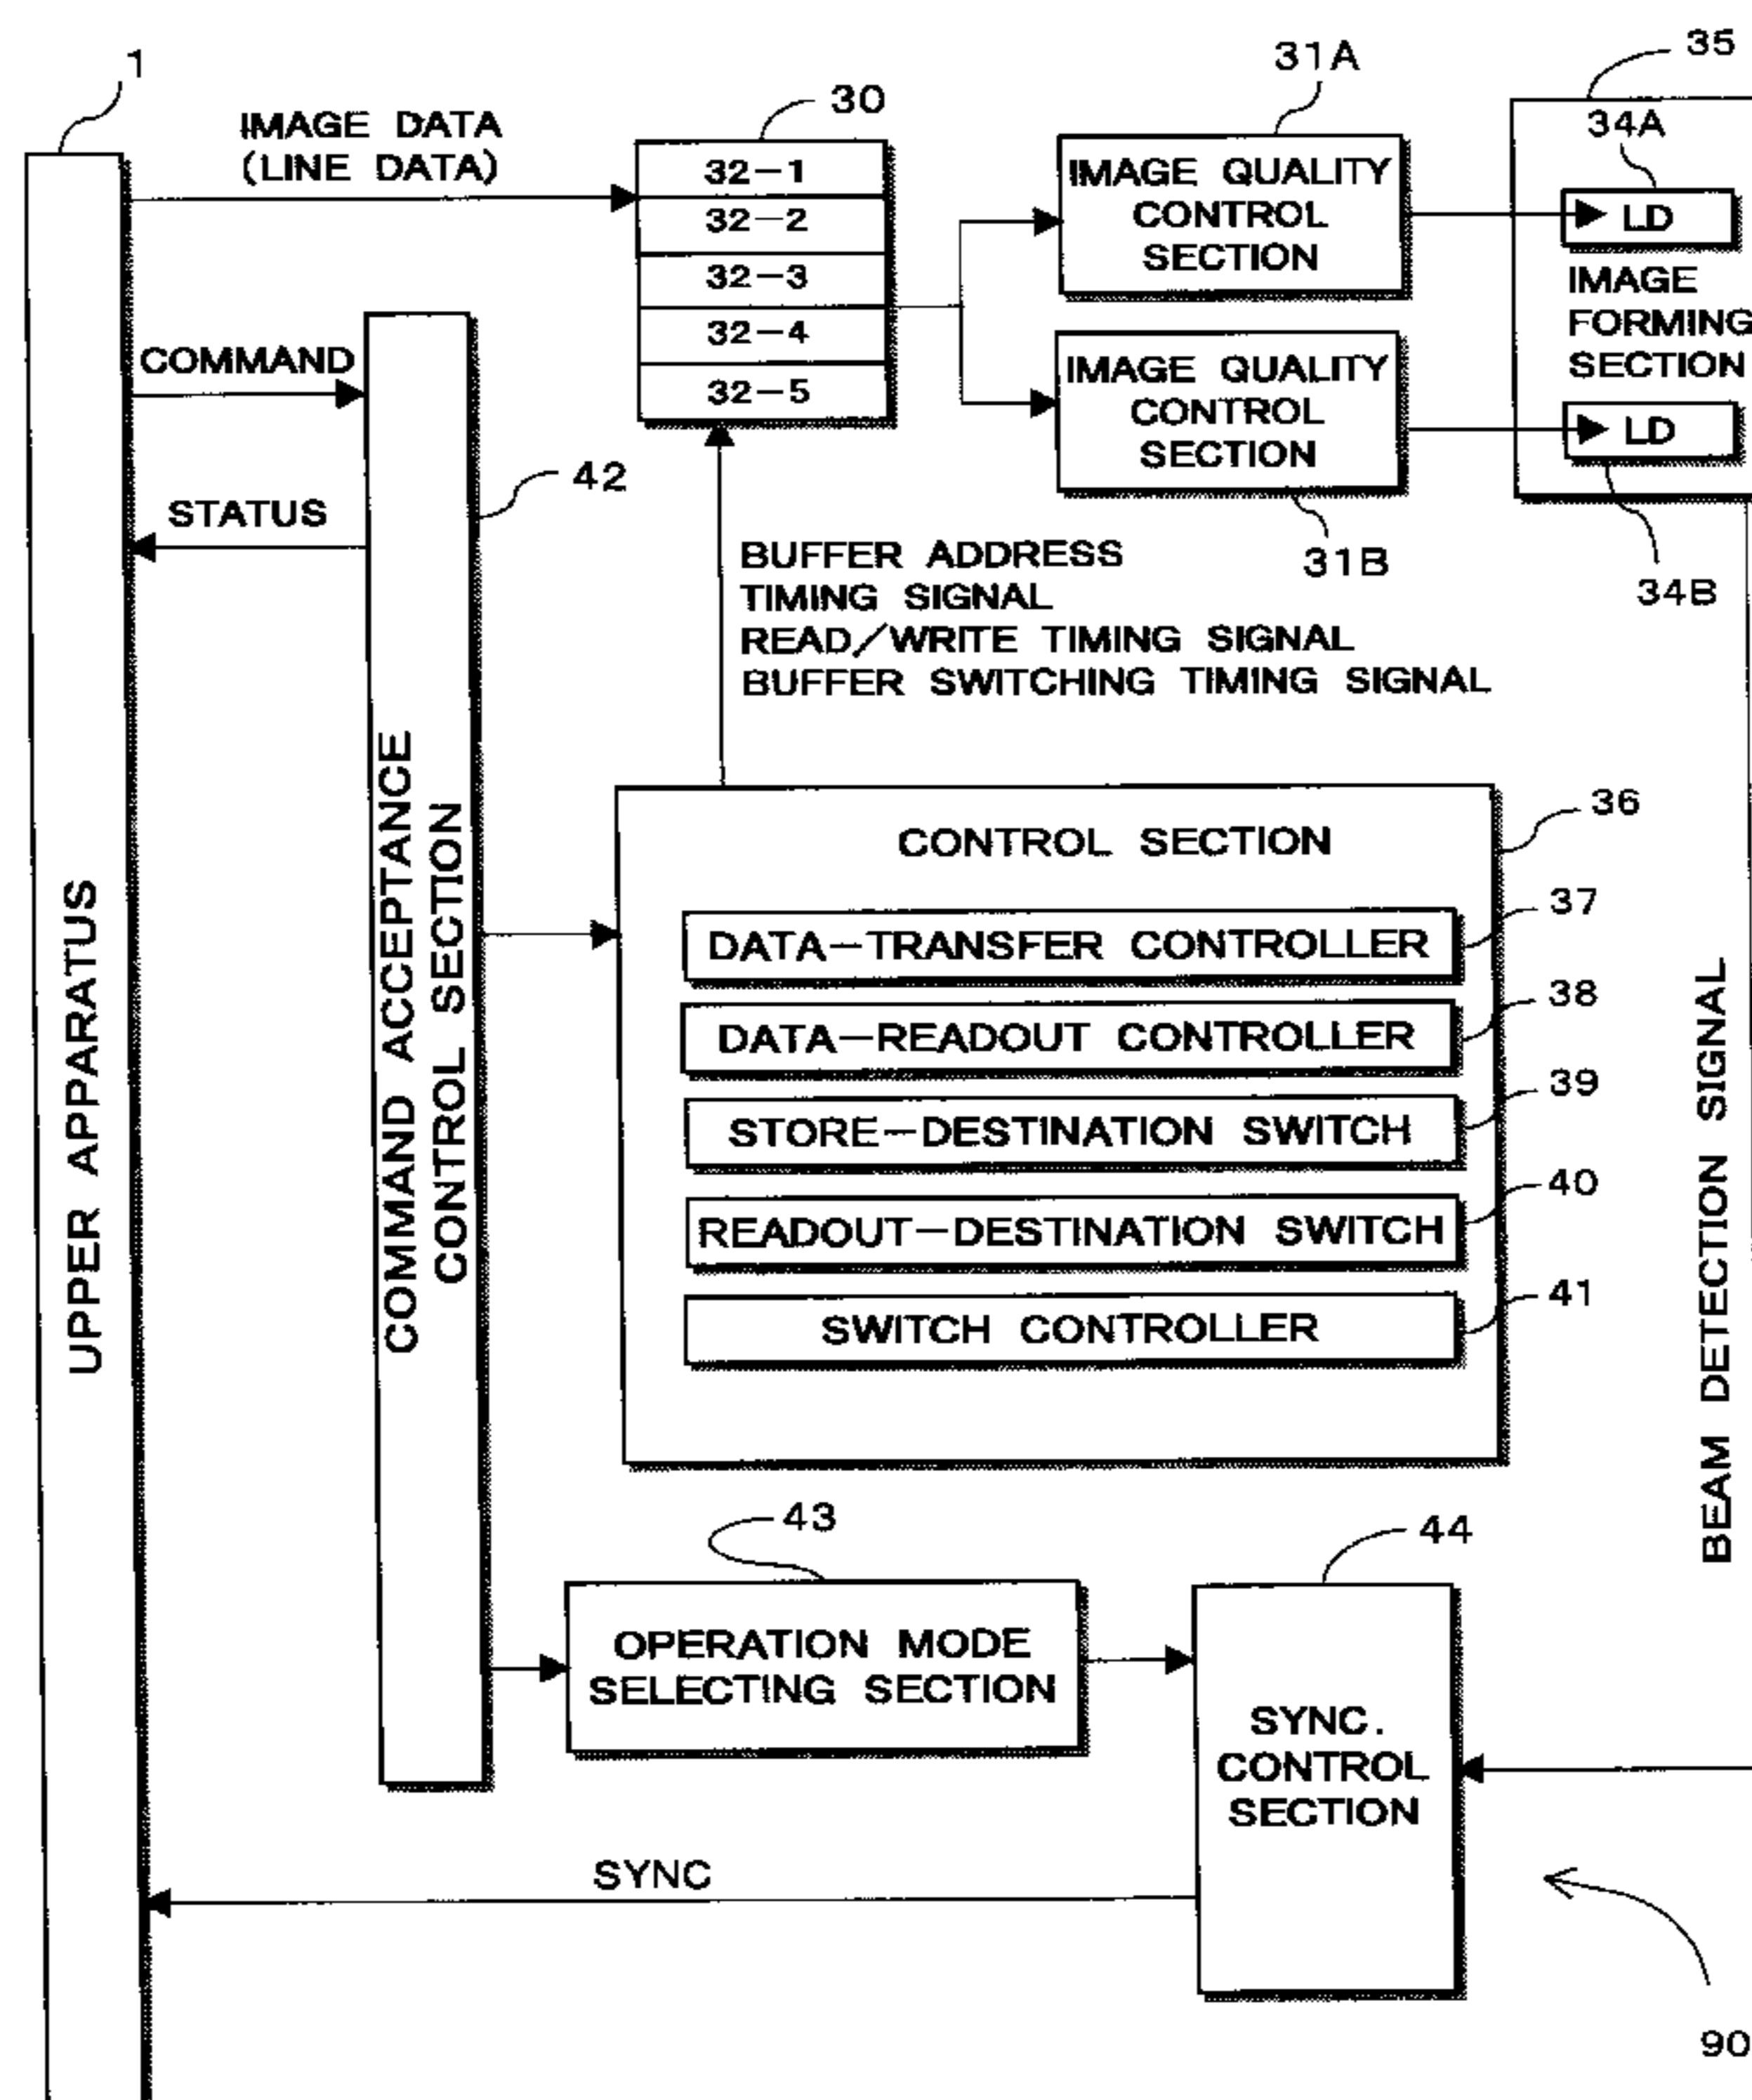 1
IMAGE DATA
(LINE DATA)
30
32-1
32-2
32-3
32-4
32-5
31A
IMAGE QUALITY
CONTROL
SECTION
35
34A
LD
IMAGE
FORMING
SECTION
LD
34B
IMAGE QUALITY
CONTROL
SECTION
31B
COMMAND
STATUS
42
BUFFER ADDRESS
TIMING SIGNAL
READ/WRITE TIMING SIGNAL
BUFFER SWITCHING TIMING SIGNAL
UPPER APPARATUS
COMMAND ACCEPTANCE
CONTROL SECTION
36
CONTROL SECTION
37
DATA-TRANSFER CONTROLLER
38
DATA-READOUT CONTROLLER
39
STORE-DESTINATION SWITCH
40
READOUT-DESTINATION SWITCH
41
SWITCH CONTROLLER
BEAM DETECTION SIGNAL
43
OPERATION MODE
SELECTING SECTION
44
SYNC.
CONTROL
SECTION
SYNC
90